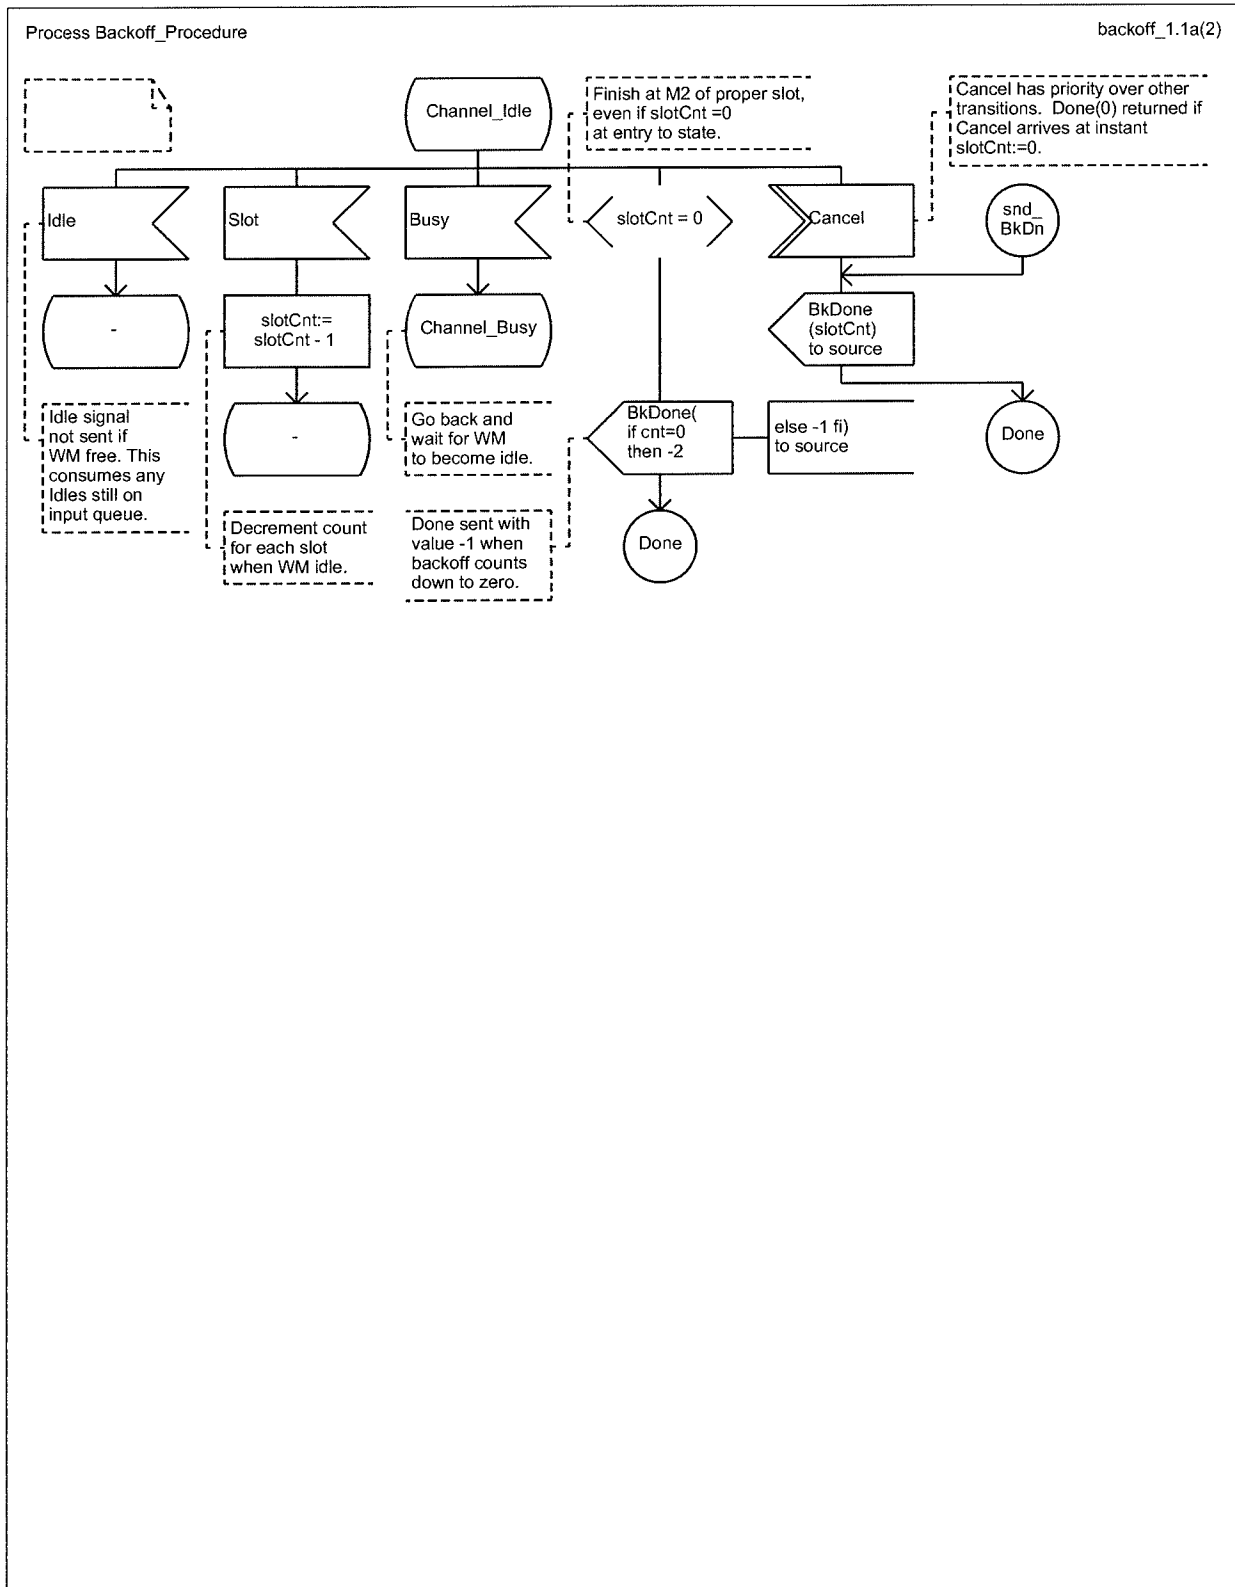 Process Backoff_Procedure
backoff_1.1a(2)
Channel_Idle
Finish at M2 of proper slot,
even if slotCnt =0
at entry to state.
Cancel has priority over other
transitions.  Done(0) returned if
Cancel arrives at instant
slotCnt:=0.
Idle
Slot
Busy
slotCnt = 0
Cancel
snd_
BkDn
-
slotCnt:=
slotCnt - 1
Channel_Busy
BkDone
(slotCnt)
to source
Idle signal
not sent if
WM free. This
consumes any
Idles still on
input queue.
-
Go back and
wait for WM
to become idle.
BkDone(
if cnt=0
then -2
else -1 fi)
to source
Done
Decrement count
for each slot
when WM idle.
Done sent with
value -1 when
backoff counts
down to zero.
Done